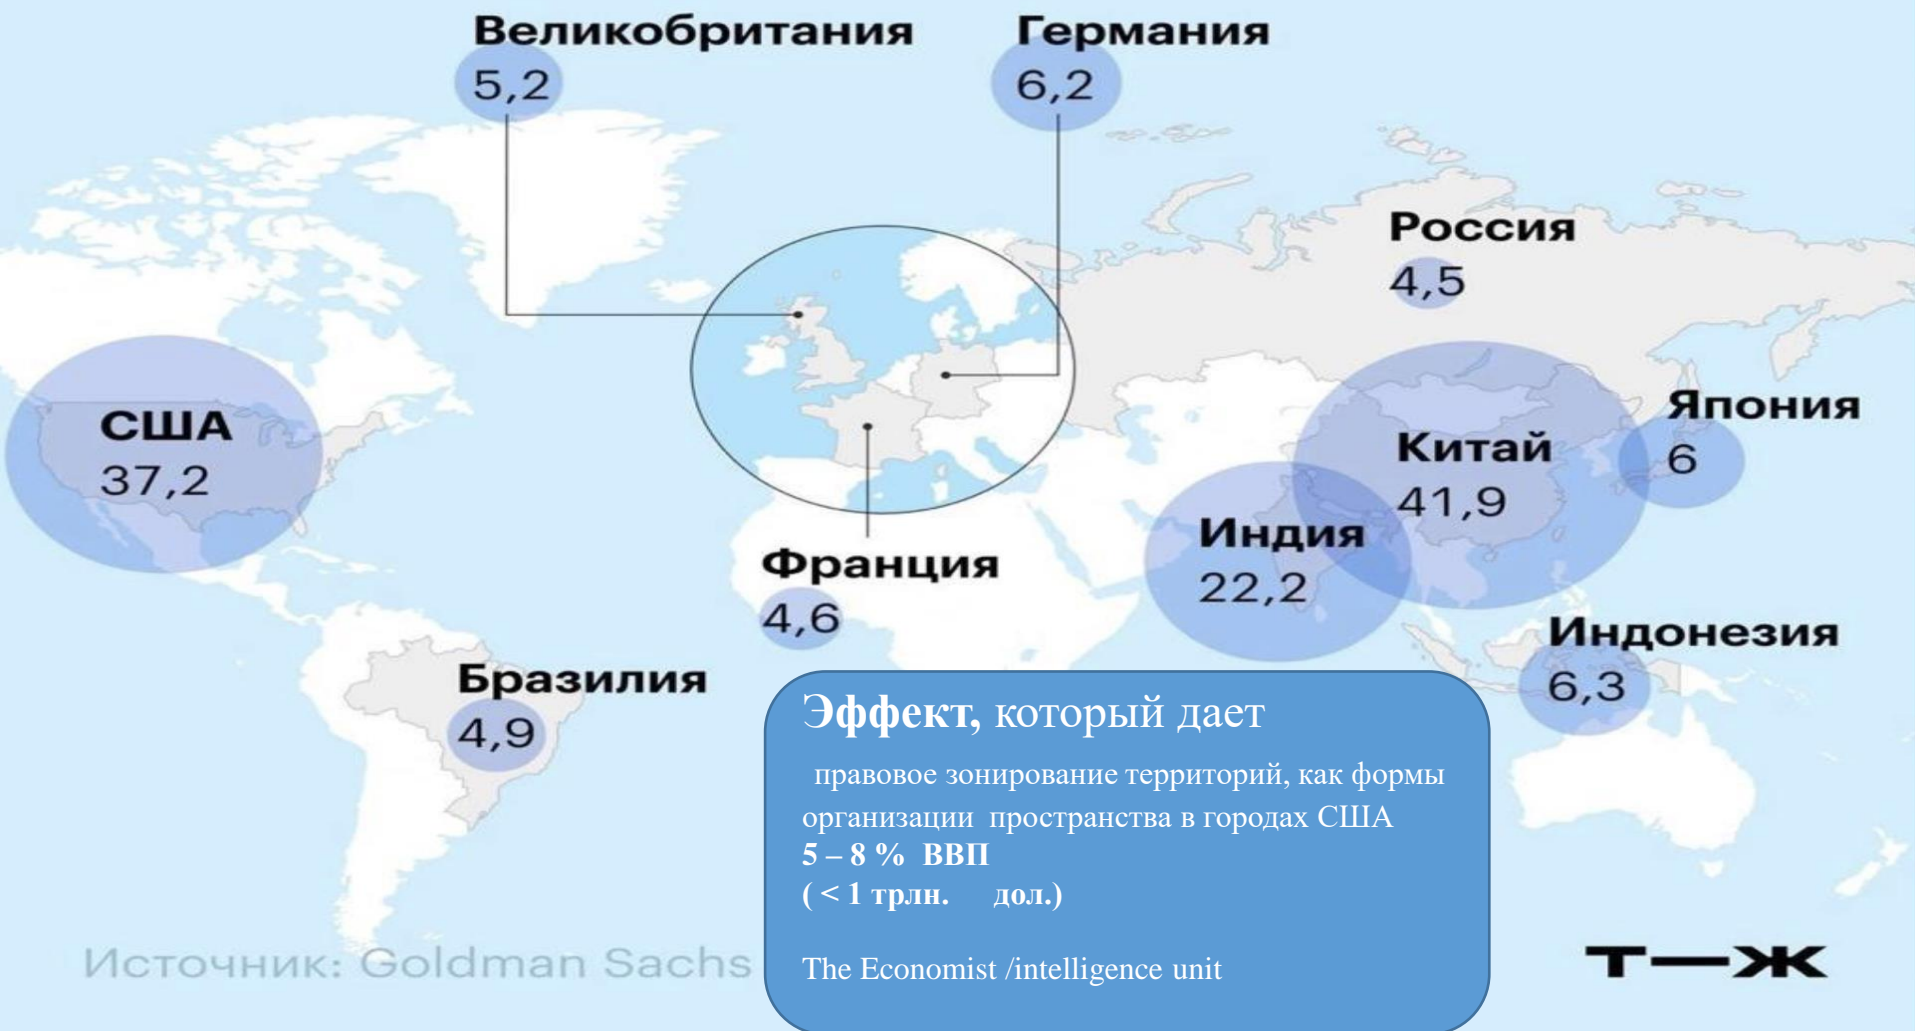 Великобритания
5,2
Германия
6,2
Россия
4,5
США
37,2
Япония
6
Китай
41,9
Индия
22,2
Франция
4,6
Индонезия
6,3
Бразилия
4,9
Эффект, который дает
правовое зонирование территорий, как формы
организации пространства в городах США
5 – 8 % ВВП
( < 1 трлн. дол.)
The Economist /intelligence unit
Источник: Goldman Sachs
Т—Ж